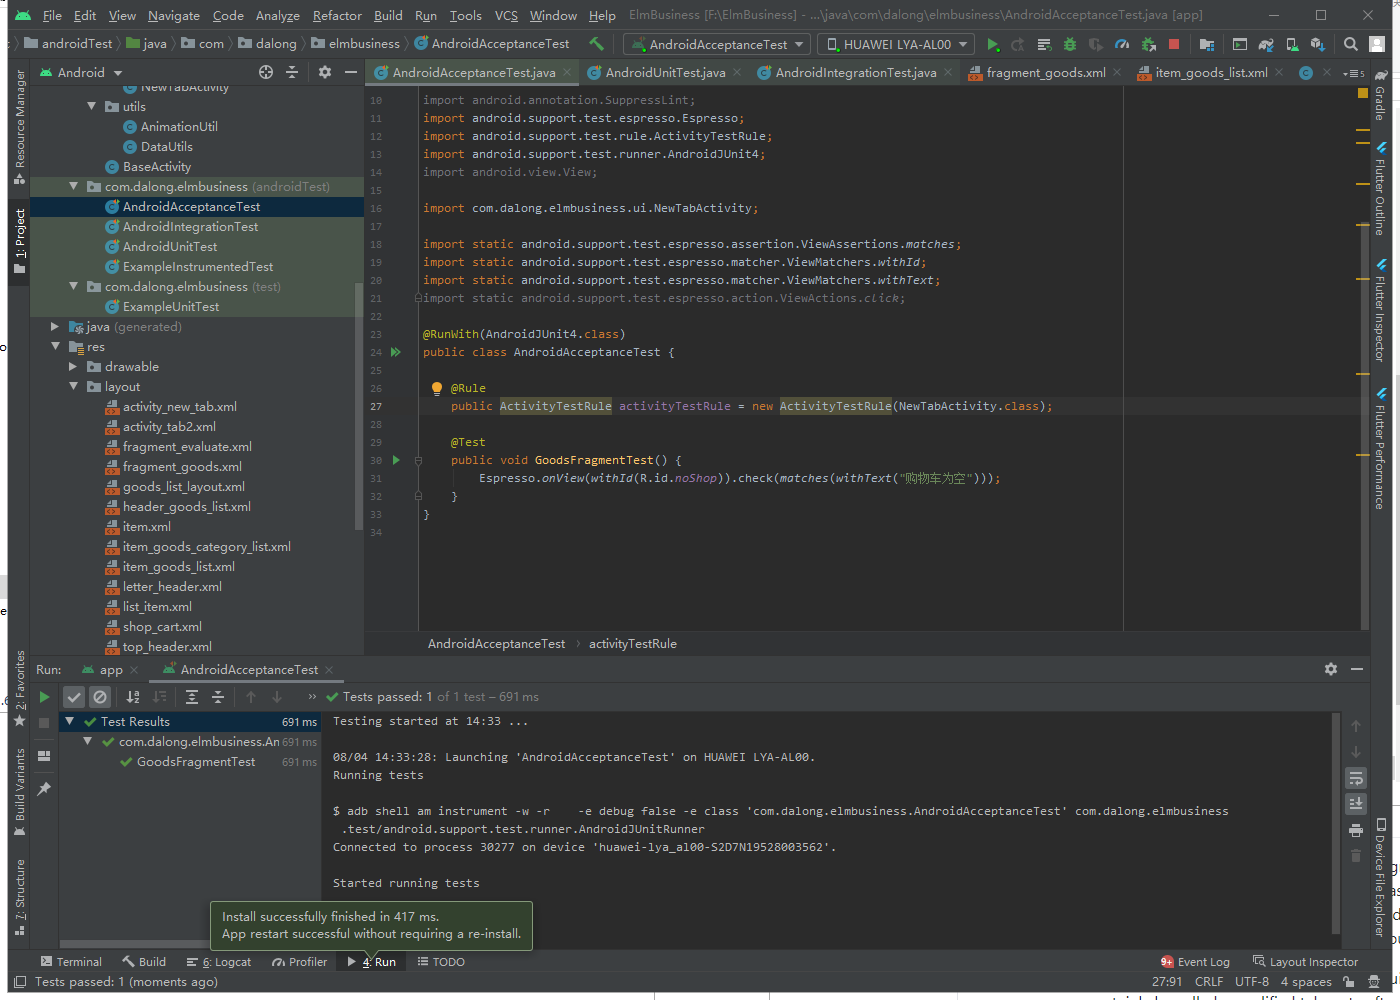 File Edit View Navigate Code Analyze Refactor Build Run Tools VCS Window Help ElmBusiness [F:\ElmBusiness] - ...\java\com\dalong\elmbusiness\AndroidAcceptanceTest.java [app]
androidTest java com dalong elmbusiness AndroidAcceptanceTest AndroidAcceptanceTest HUAWEI LYA-AL00
Android
AndroidAcceptanceTest.java AndroidUnitTest.java AndroidIntegrationTest.java fragment_goods.xml item_goods_list.xml
Resource Manager
1: Project
2: Favorites
Build Variants
7: Structure
NewTabActivity
utils
AnimationUtil
DataUtils
BaseActivity
com.dalong.elmbusiness (androidTest)
AndroidAcceptanceTest
AndroidIntegrationTest
AndroidUnitTest
ExampleInstrumentedTest
com.dalong.elmbusiness (test)
ExampleUnitTest
java (generated)
res
drawable
layout
activity_new_tab.xml
activity_tab2.xml
fragment_evaluate.xml
fragment_goods.xml
goods_list_layout.xml
header_goods_list.xml
item.xml
item_goods_category_list.xml
item_goods_list.xml
letter_header.xml
list_item.xml
shop_cart.xml
top_header.xml
10 import android.annotation.SuppressLint;
11 import android.support.test.espresso.Espresso;
12 import android.support.test.rule.ActivityTestRule;
13 import android.support.test.runner.AndroidJUnit4;
14 import android.view.View;
15
16 import com.dalong.elmbusiness.ui.NewTabActivity;
17
18 import static android.support.test.espresso.assertion.ViewAssertions.matches;
19 import static android.support.test.espresso.matcher.ViewMatchers.withId;
20 import static android.support.test.espresso.matcher.ViewMatchers.withText;
21 import static android.support.test.espresso.action.ViewActions.click;
22
23 @RunWith(AndroidJUnit4.class)
24 public class AndroidAcceptanceTest {
25
26 @Rule
27 public ActivityTestRule activityTestRule = new ActivityTestRule(NewTabActivity.class);
28
29 @Test
30 public void GoodsFragmentTest() {
31 Espresso.onView(withId(R.id.noShop)).check(matches(withText("购物车为空")));
32 }
33 }
34
AndroidAcceptanceTest › activityTestRule
Gradle
Flutter Outline
Flutter Inspector
Flutter Performance
Device File Explorer
Run: app AndroidAcceptanceTest
» Tests passed: 1 of 1 test – 691 ms
Test Results 691 ms
com.dalong.elmbusiness.An 691 ms
GoodsFragmentTest 691 ms
Testing started at 14:33 ...
08/04 14:33:28: Launching 'AndroidAcceptanceTest' on HUAWEI LYA-AL00.
Running tests
$ adb shell am instrument -w -r    -e debug false -e class 'com.dalong.elmbusiness.AndroidAcceptanceTest' com.dalong.elmbusiness
.test/android.support.test.runner.AndroidJUnitRunner
Connected to process 30277 on device 'huawei-lya_al00-S2D7N19528003562'.
Started running tests
Install successfully finished in 417 ms.
App restart successful without requiring a re-install.
Terminal Build 6: Logcat Profiler 4: Run TODO 9+ Event Log Layout Inspector
Tests passed: 1 (moments ago) 27:91 CRLF UTF-8 4 spaces